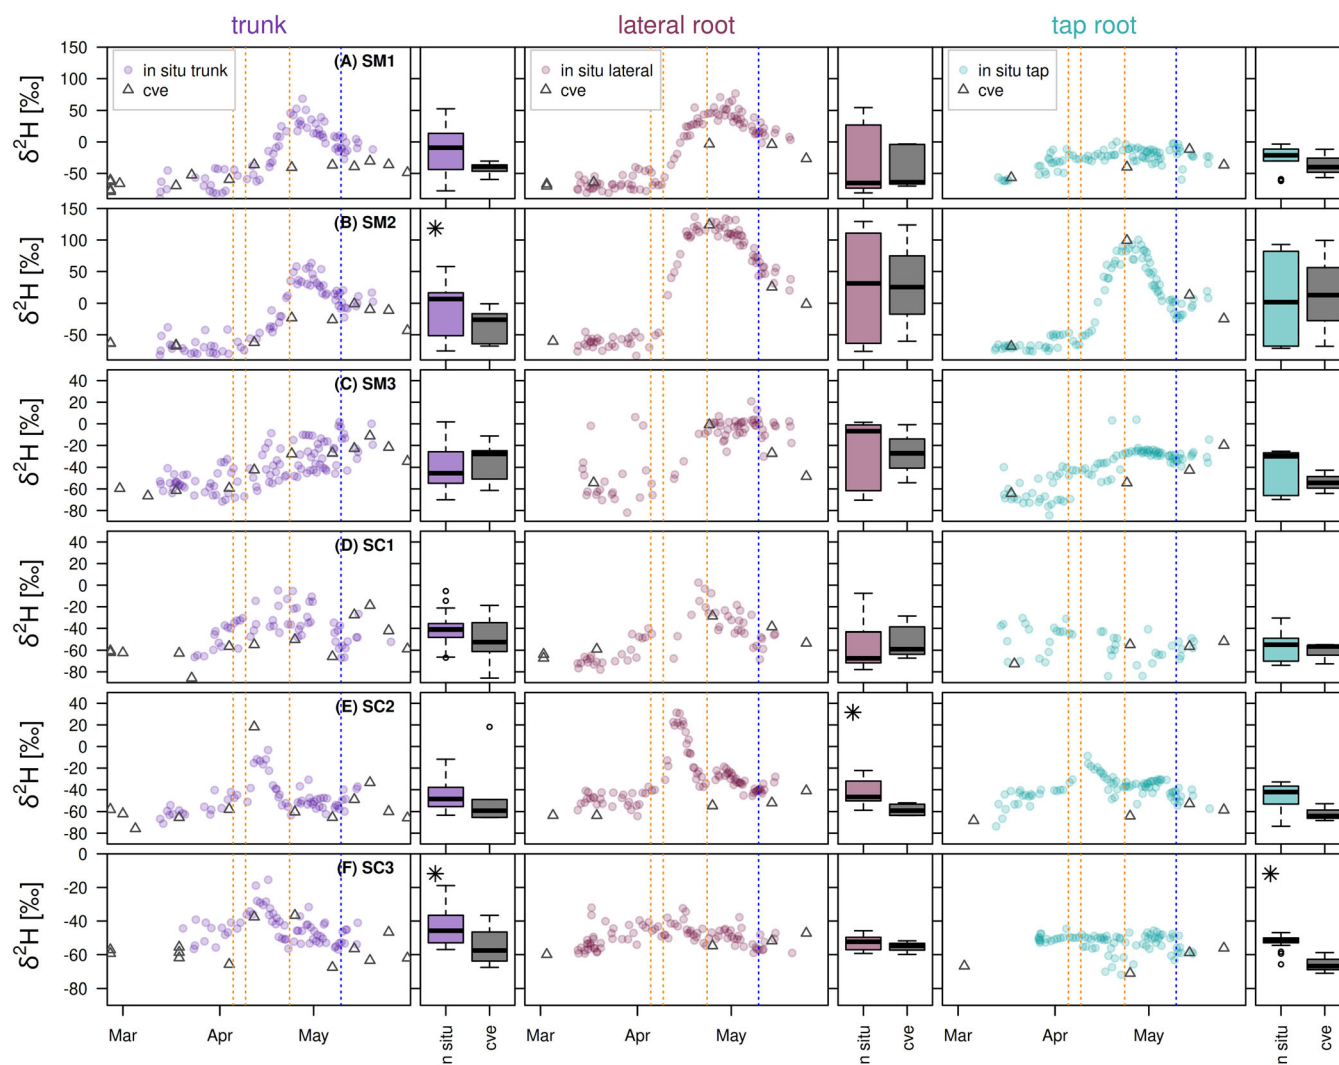 trunk lateral root tap root
δ²H [‰] 150 100 50 0 -50 in situ trunk cve (A) SM1 in situ lateral cve in situ tap cve
δ²H [‰] 150 100 50 0 -50 (B) SM2 *
δ²H [‰] 40 20 0 -20 -40 -60 -80 (C) SM3
δ²H [‰] 40 20 0 -20 -40 -60 -80 (D) SC1
δ²H [‰] 40 20 0 -20 -40 -60 -80 (E) SC2 *
δ²H [‰] 0 -20 -40 -60 -80 (F) SC3 * *
Mar Apr May n situ cve Mar Apr May n situ cve Mar Apr May n situ cve